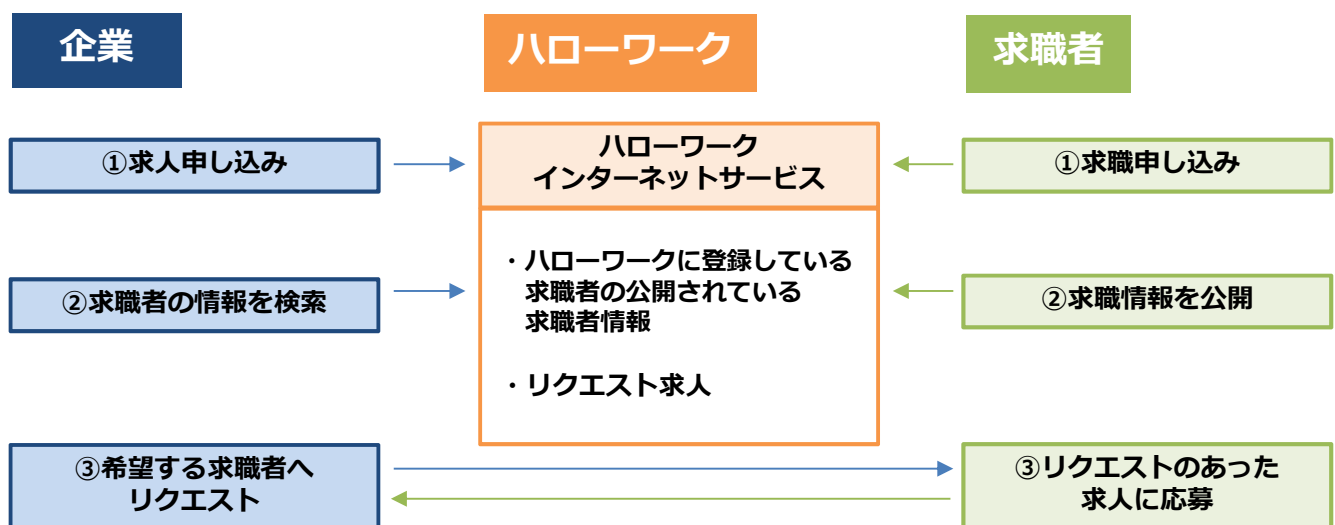 企業
ハローワーク
求職者
①求人申し込み
ハローワーク
インターネットサービス
①求職申し込み
②求職者の情報を検索
・ハローワークに登録している
求職者の公開されている
求職者情報
・リクエスト求人
②求職情報を公開
③希望する求職者へ
リクエスト
③リクエストのあった
求人に応募